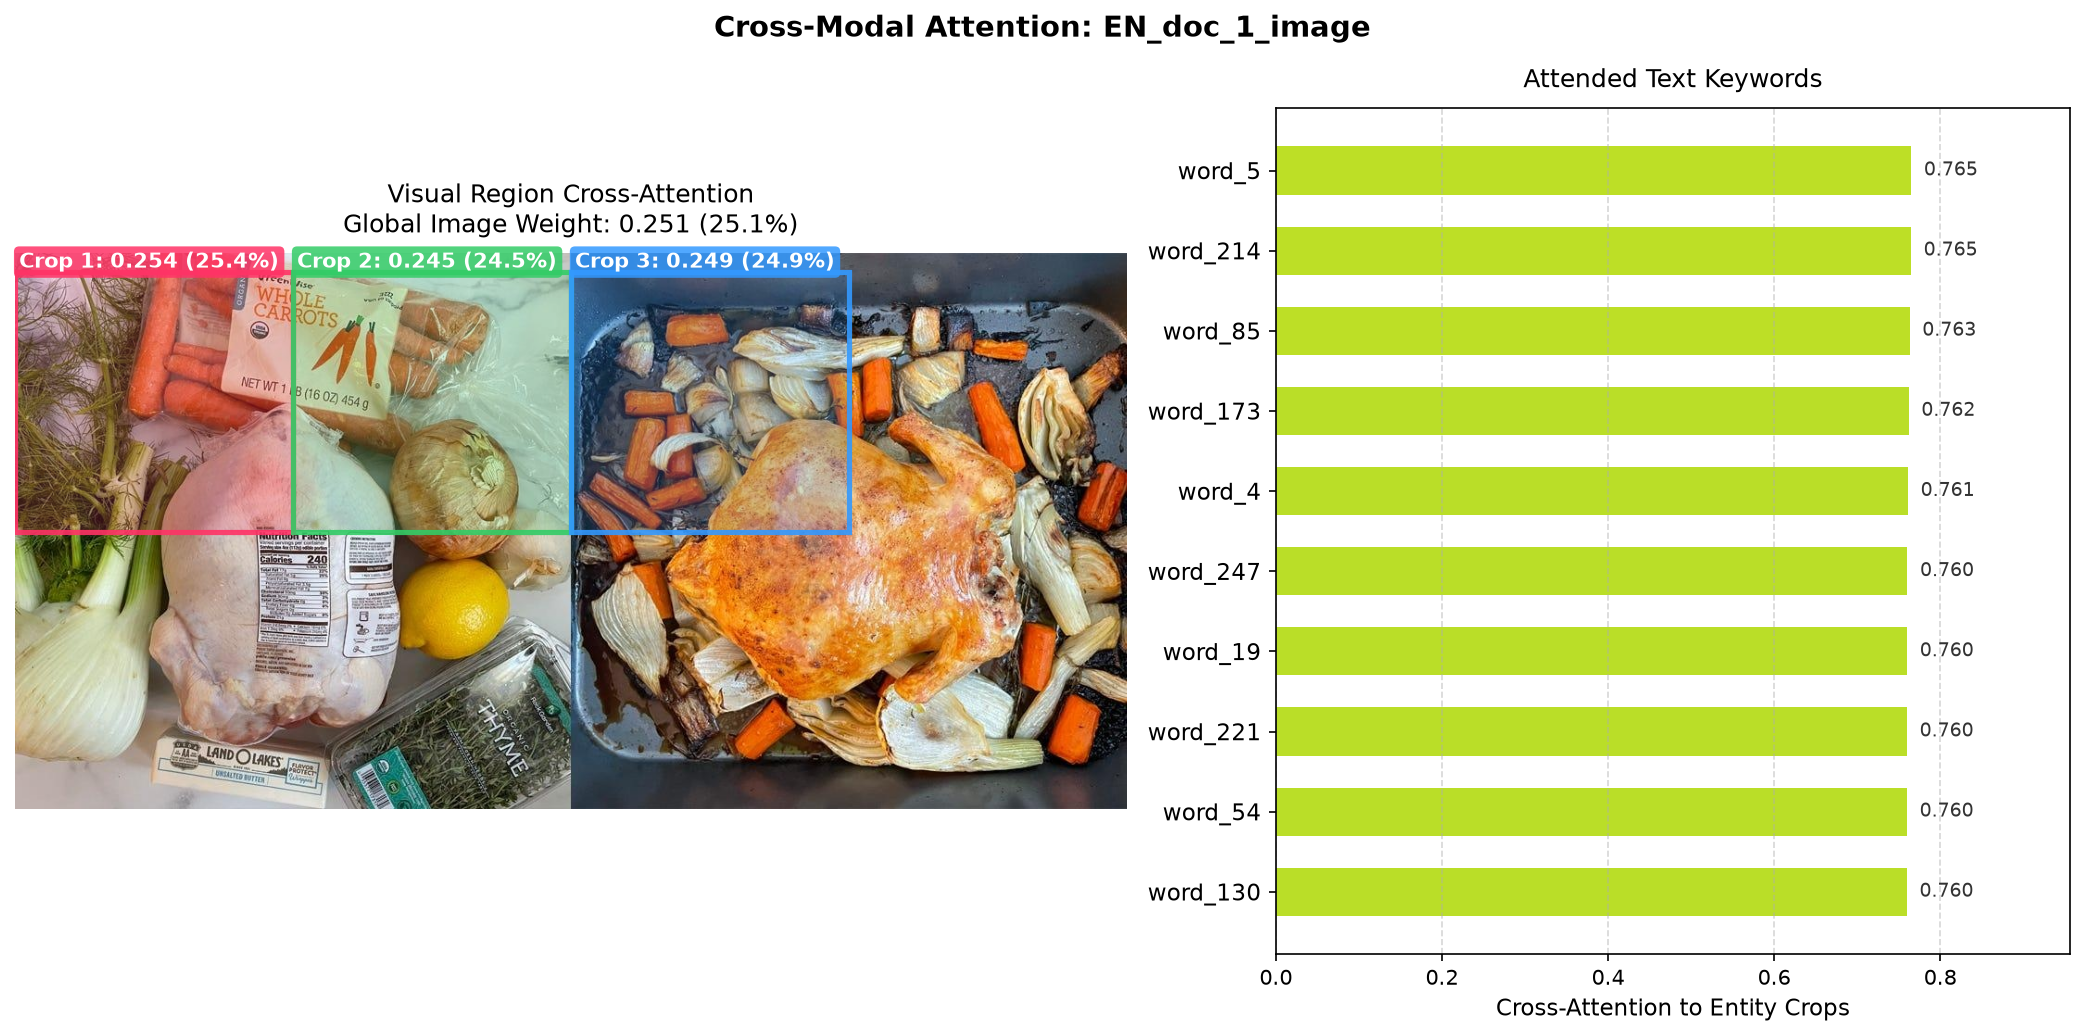 Cross-Modal Attention: EN_doc_1_image
Visual Region Cross-Attention
Global Image Weight: 0.251 (25.1%)
Crop 1: 0.254 (25.4%)
Crop 2: 0.245 (24.5%)
Crop 3: 0.249 (24.9%)
ORGANIC
WHOLE
CARROTS
NET WT 1 LB (16 OZ) 454 g
Nutrition Facts
Calories 240
LAND O LAKES
UNSALTED BUTTER
FLAVOR
PROTECT
Wrapper
ORGANIC
THYME
Attended Text Keywords
word_5 0.765
word_214 0.765
word_85 0.763
word_173 0.762
word_4 0.761
word_247 0.760
word_19 0.760
word_221 0.760
word_54 0.760
word_130 0.760
0.0 0.2 0.4 0.6 0.8
Cross-Attention to Entity Crops